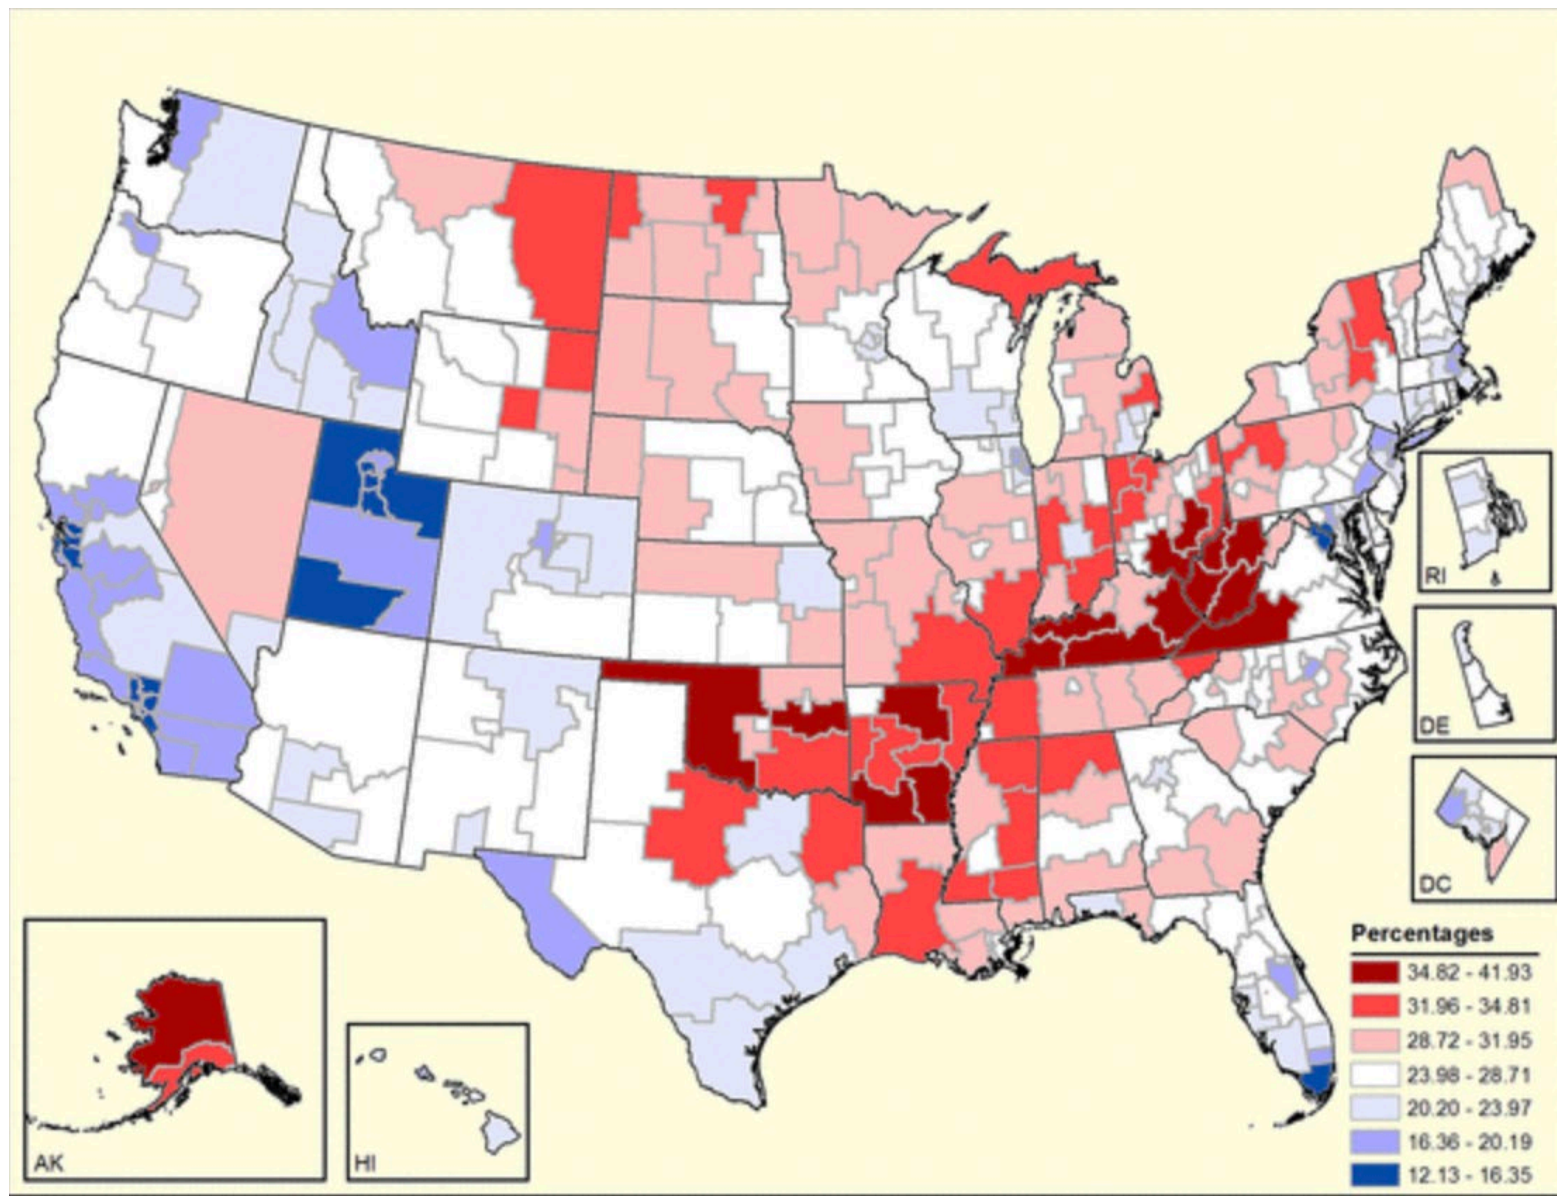 RI
DE
DC
AK
HI
Percentages
34.82 - 41.93
31.96 - 34.81
28.72 - 31.95
23.98 - 28.71
20.20 - 23.97
16.36 - 20.19
12.13 - 16.35